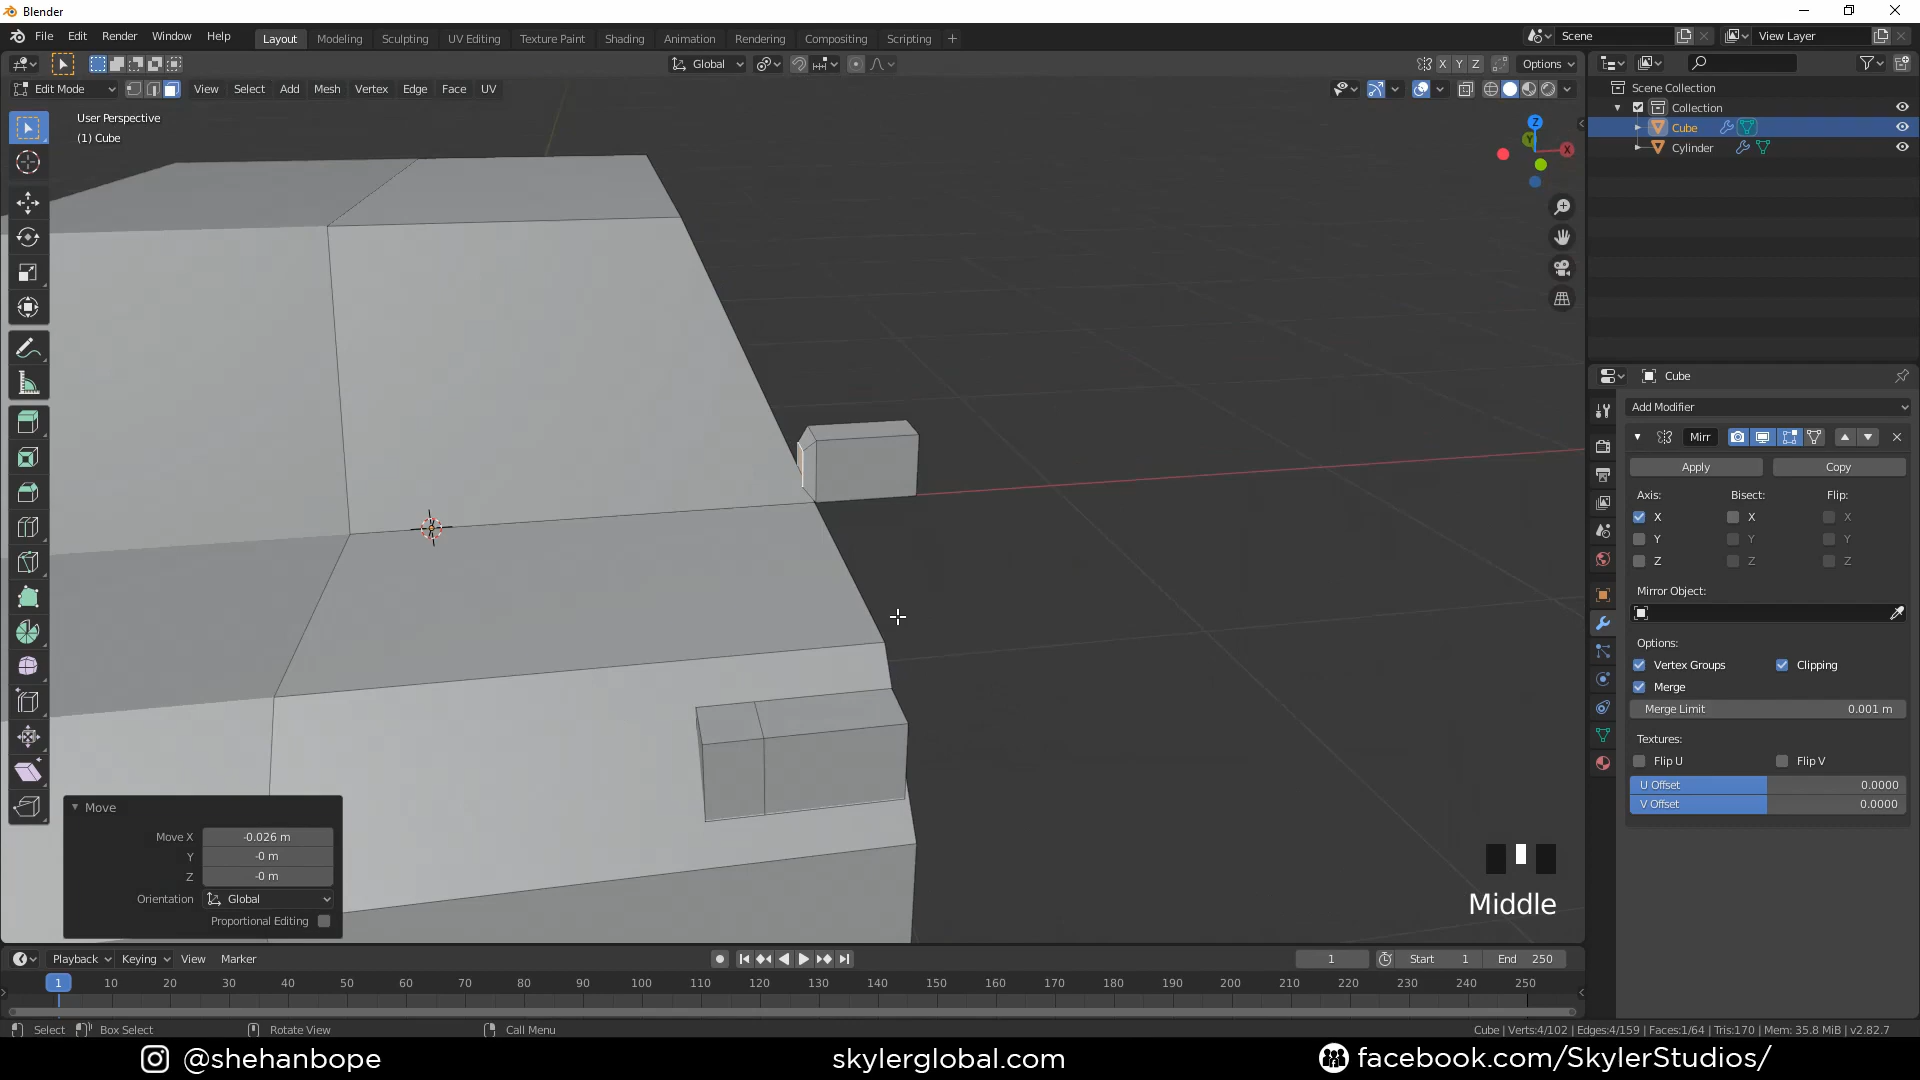 Blender
File Edit Render Window Help
Layout Modeling Sculpting UV Editing Texture Paint Shading Animation Rendering Compositing Scripting +
Scene View Layer
Global X Y Z Options
Edit Mode View Select Add Mesh Vertex Edge Face UV
User Perspective
(1) Cube
Z
Y
X
Scene Collection
Collection
Cube
Cylinder
Cube
Add Modifier
Mirr
Apply Copy
Axis: Bisect: Flip:
X X X
Y Y Y
Z Z Z
Mirror Object:
Options:
Vertex Groups Clipping
Merge
Merge Limit 0.001 m
Textures:
Flip U Flip V
U Offset 0.0000
V Offset 0.0000
Move
Move X -0.026 m
Y -0 m
Z -0 m
Orientation Global
Proportional Editing
Middle
Playback Keying View Marker
1 Start 1 End 250
1 10 20 30 40 50 60 70 80 90 100 110 120 130 140 150 160 170 180 190 200 210 220 230 240 250
Select Box Select Rotate View Call Menu
Cube | Verts:4/102 | Edges:4/159 | Faces:1/64 | Tris:170 | Mem: 35.8 MiB | v2.82.7
@shehanbope skylerglobal.com facebook.com/SkylerStudios/